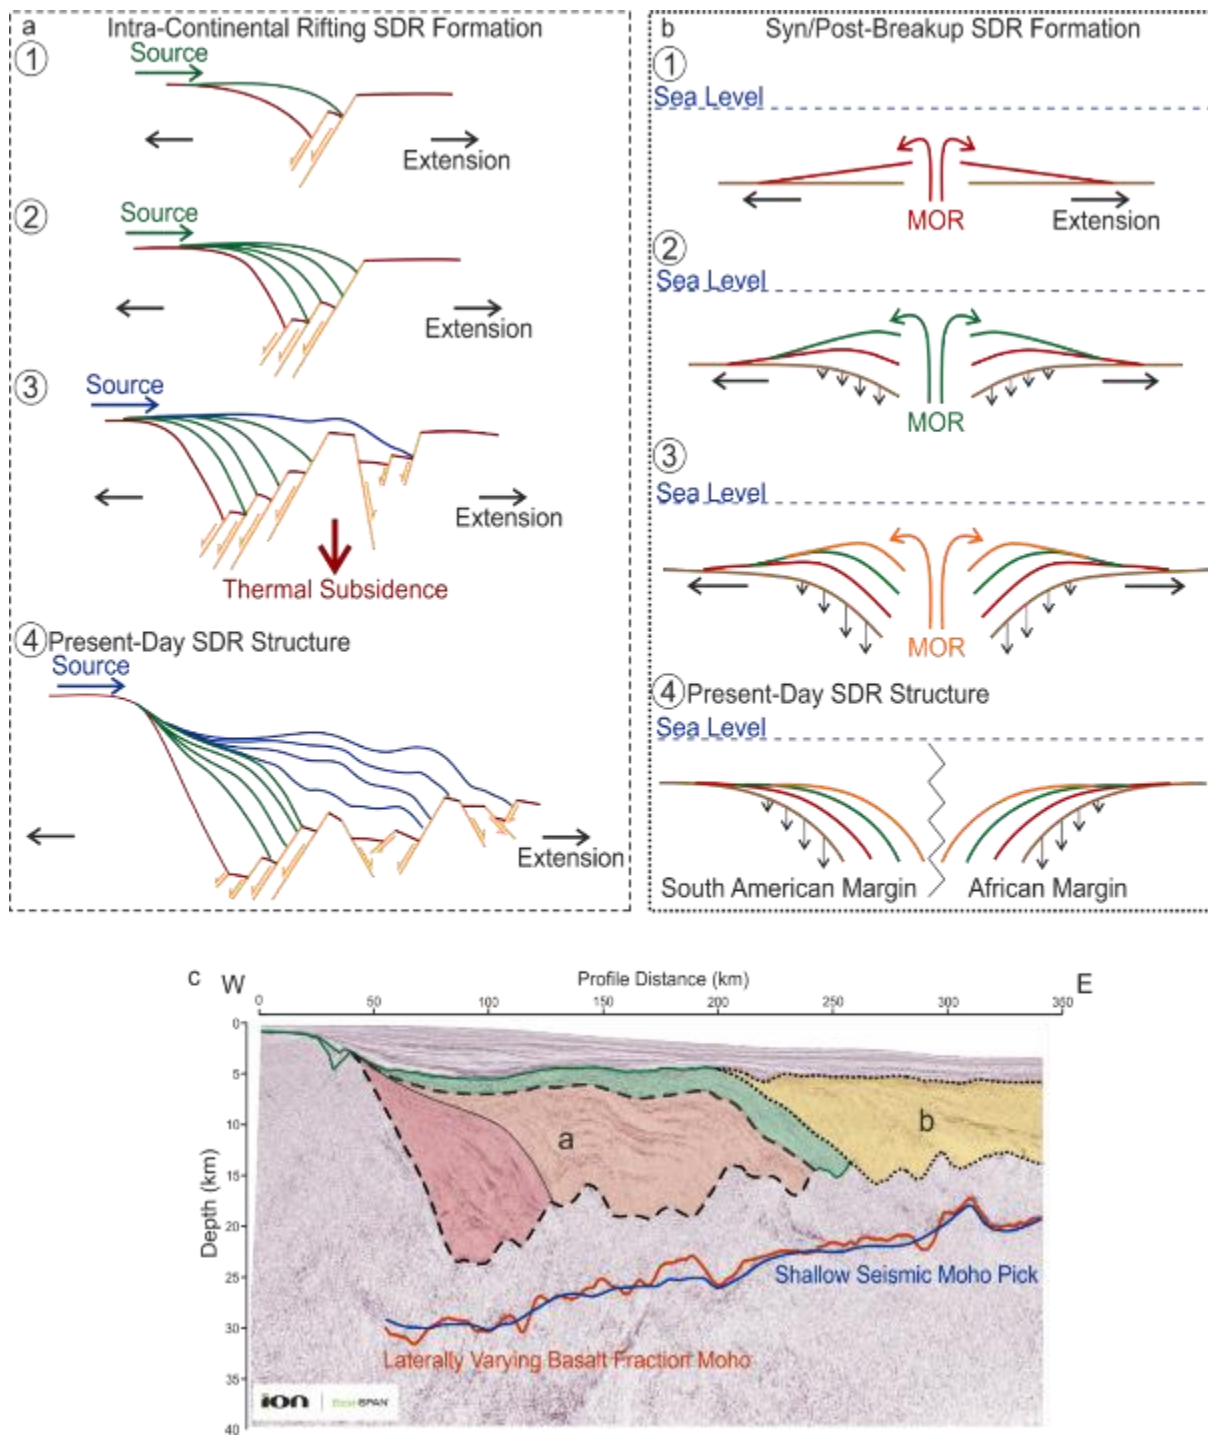 a Intra-Continental Rifting SDR Formation
1
Source
Extension
2
Source
Extension
3
Source
Extension
Thermal Subsidence
4 Present-Day SDR Structure
Source
Extension
b Syn/Post-Breakup SDR Formation
1
Sea Level
MOR
Extension
2
Sea Level
MOR
3
Sea Level
MOR
4 Present-Day SDR Structure
Sea Level
South American Margin
African Margin
c W Profile Distance (km) E
0 50 100 150 200 250 300 350
Depth (km)
0
5
10
15
20
25
30
35
40
a
b
Shallow Seismic Moho Pick
Laterally Varying Basalt Fraction Moho
ion
SPAN